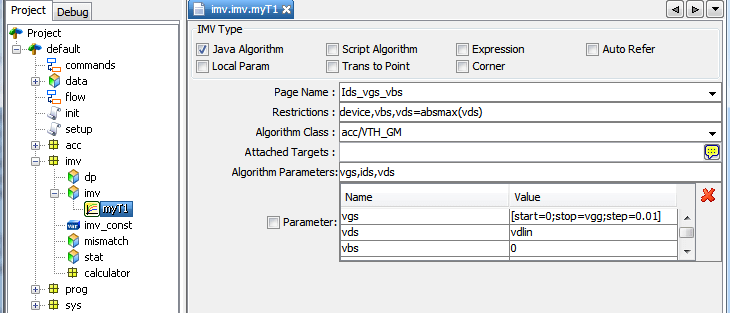 Project Debug
Project
default
commands
data
flow
init
setup
acc
imv
dp
imv
myT1
imv_const
mismatch
stat
calculator
prog
sys
imv.imv.myT1
IMV Type
Java Algorithm Script Algorithm Expression Auto Refer
Local Param Trans to Point Corner
Page Name : Ids_vgs_vbs
Restrictions : device,vbs,vds=absmax(vds)
Algorithm Class : acc/VTH_GM
Attached Targets :
Algorithm Parameters: vgs,ids,vds
Parameter:
Name Value
vgs [start=0;stop=vgg;step=0.01]
vds vdlin
vbs 0